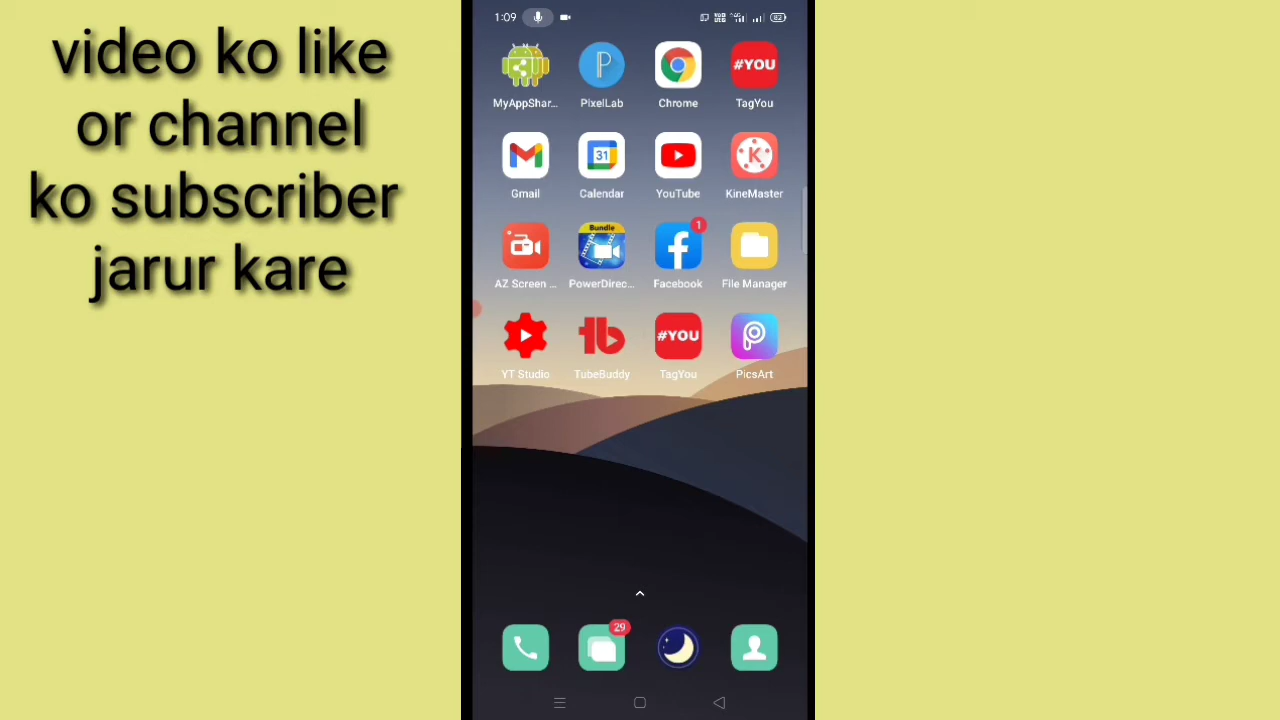 video ko like
or channel
ko subscriber
jarur kare
1:09
82
MyAppShar... PixelLab Chrome #YOU TagYou
31
Gmail Calendar YouTube KineMaster
Bundle 1
AZ Screen ... PowerDirec... Facebook File Manager
#YOU
YT Studio TubeBuddy TagYou PicsArt
29